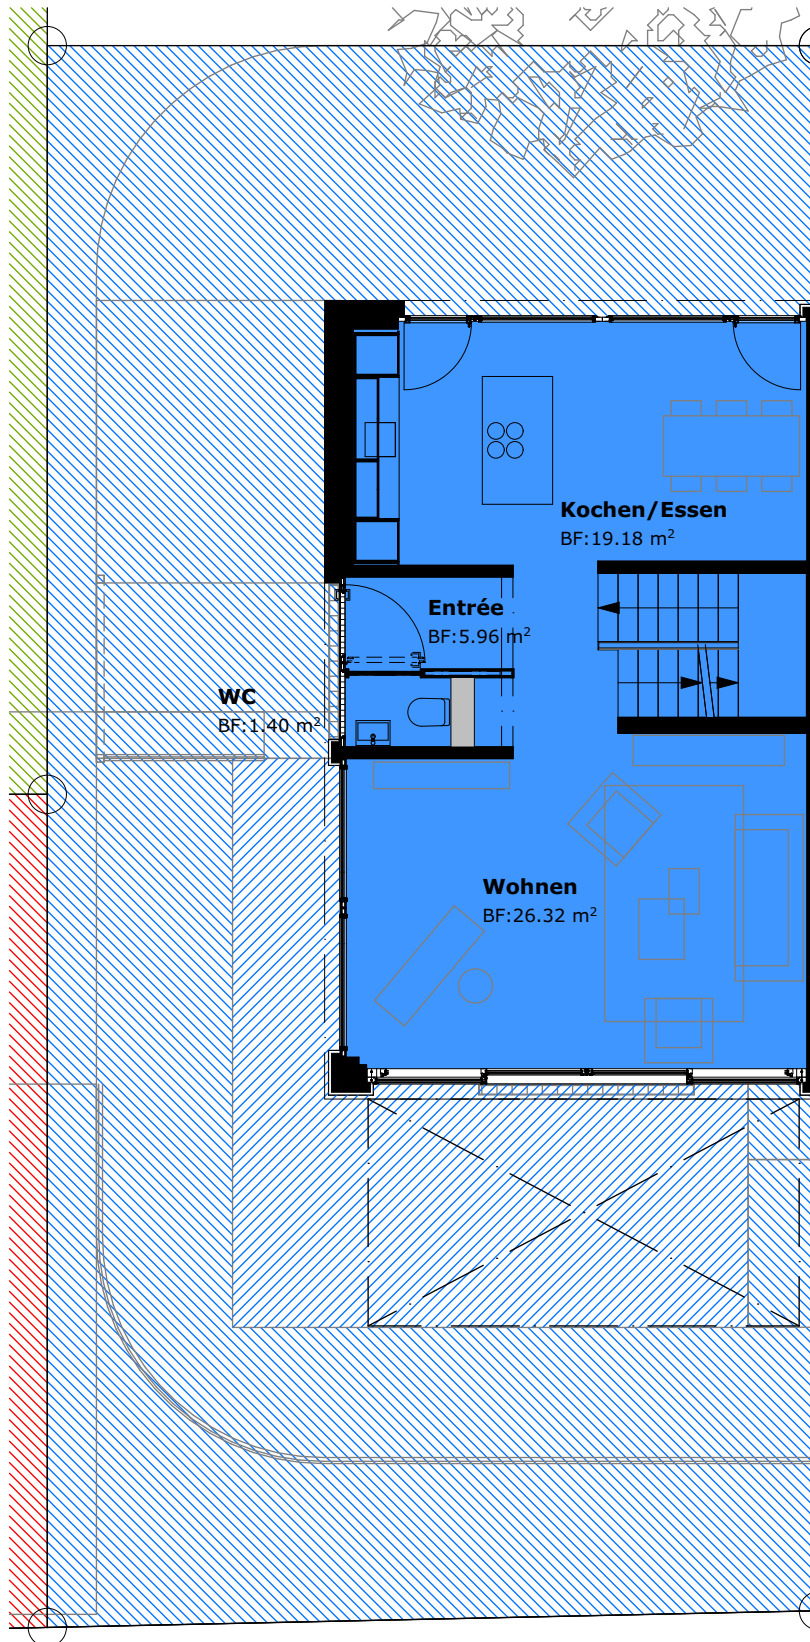 Kochen/Essen
BF:19.18 m²
Entrée
BF:5.96 m²
WC
BF:1.40 m²
Wohnen
BF:26.32 m²